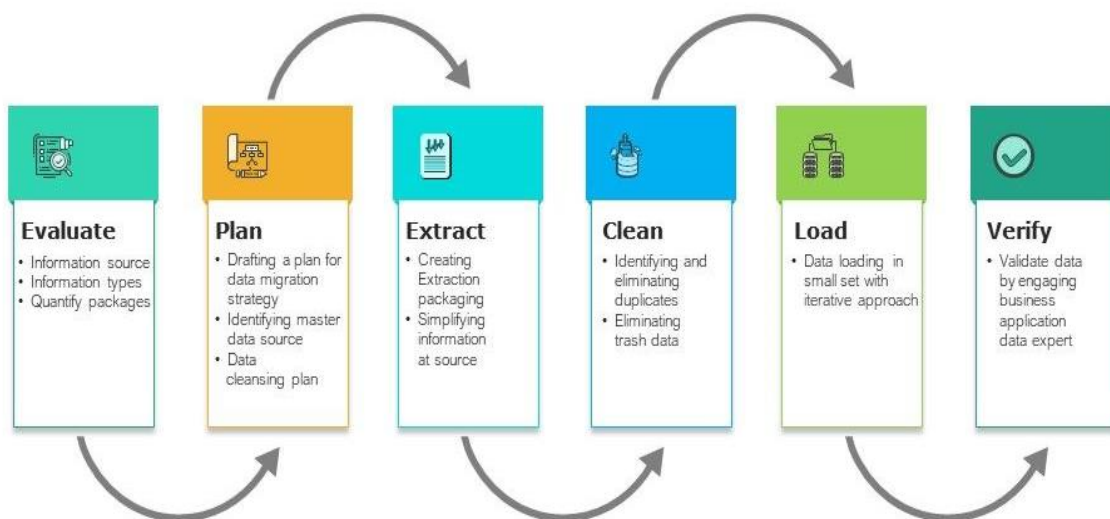 Evaluate
• Information source
• Information types
• Quantify packages
Plan
• Drafting a plan for
data migration
strategy
• Identifying master
data source
• Data
cleansing plan
Extract
• Creating
Extraction
packaging
• Simplifying
information
at source
Clean
• Identifying and
eliminating
duplicates
• Eliminating
trash data
Load
• Data loading in
small set with
iterative approach
Verify
• Validate data
by engaging
business
application
data expert